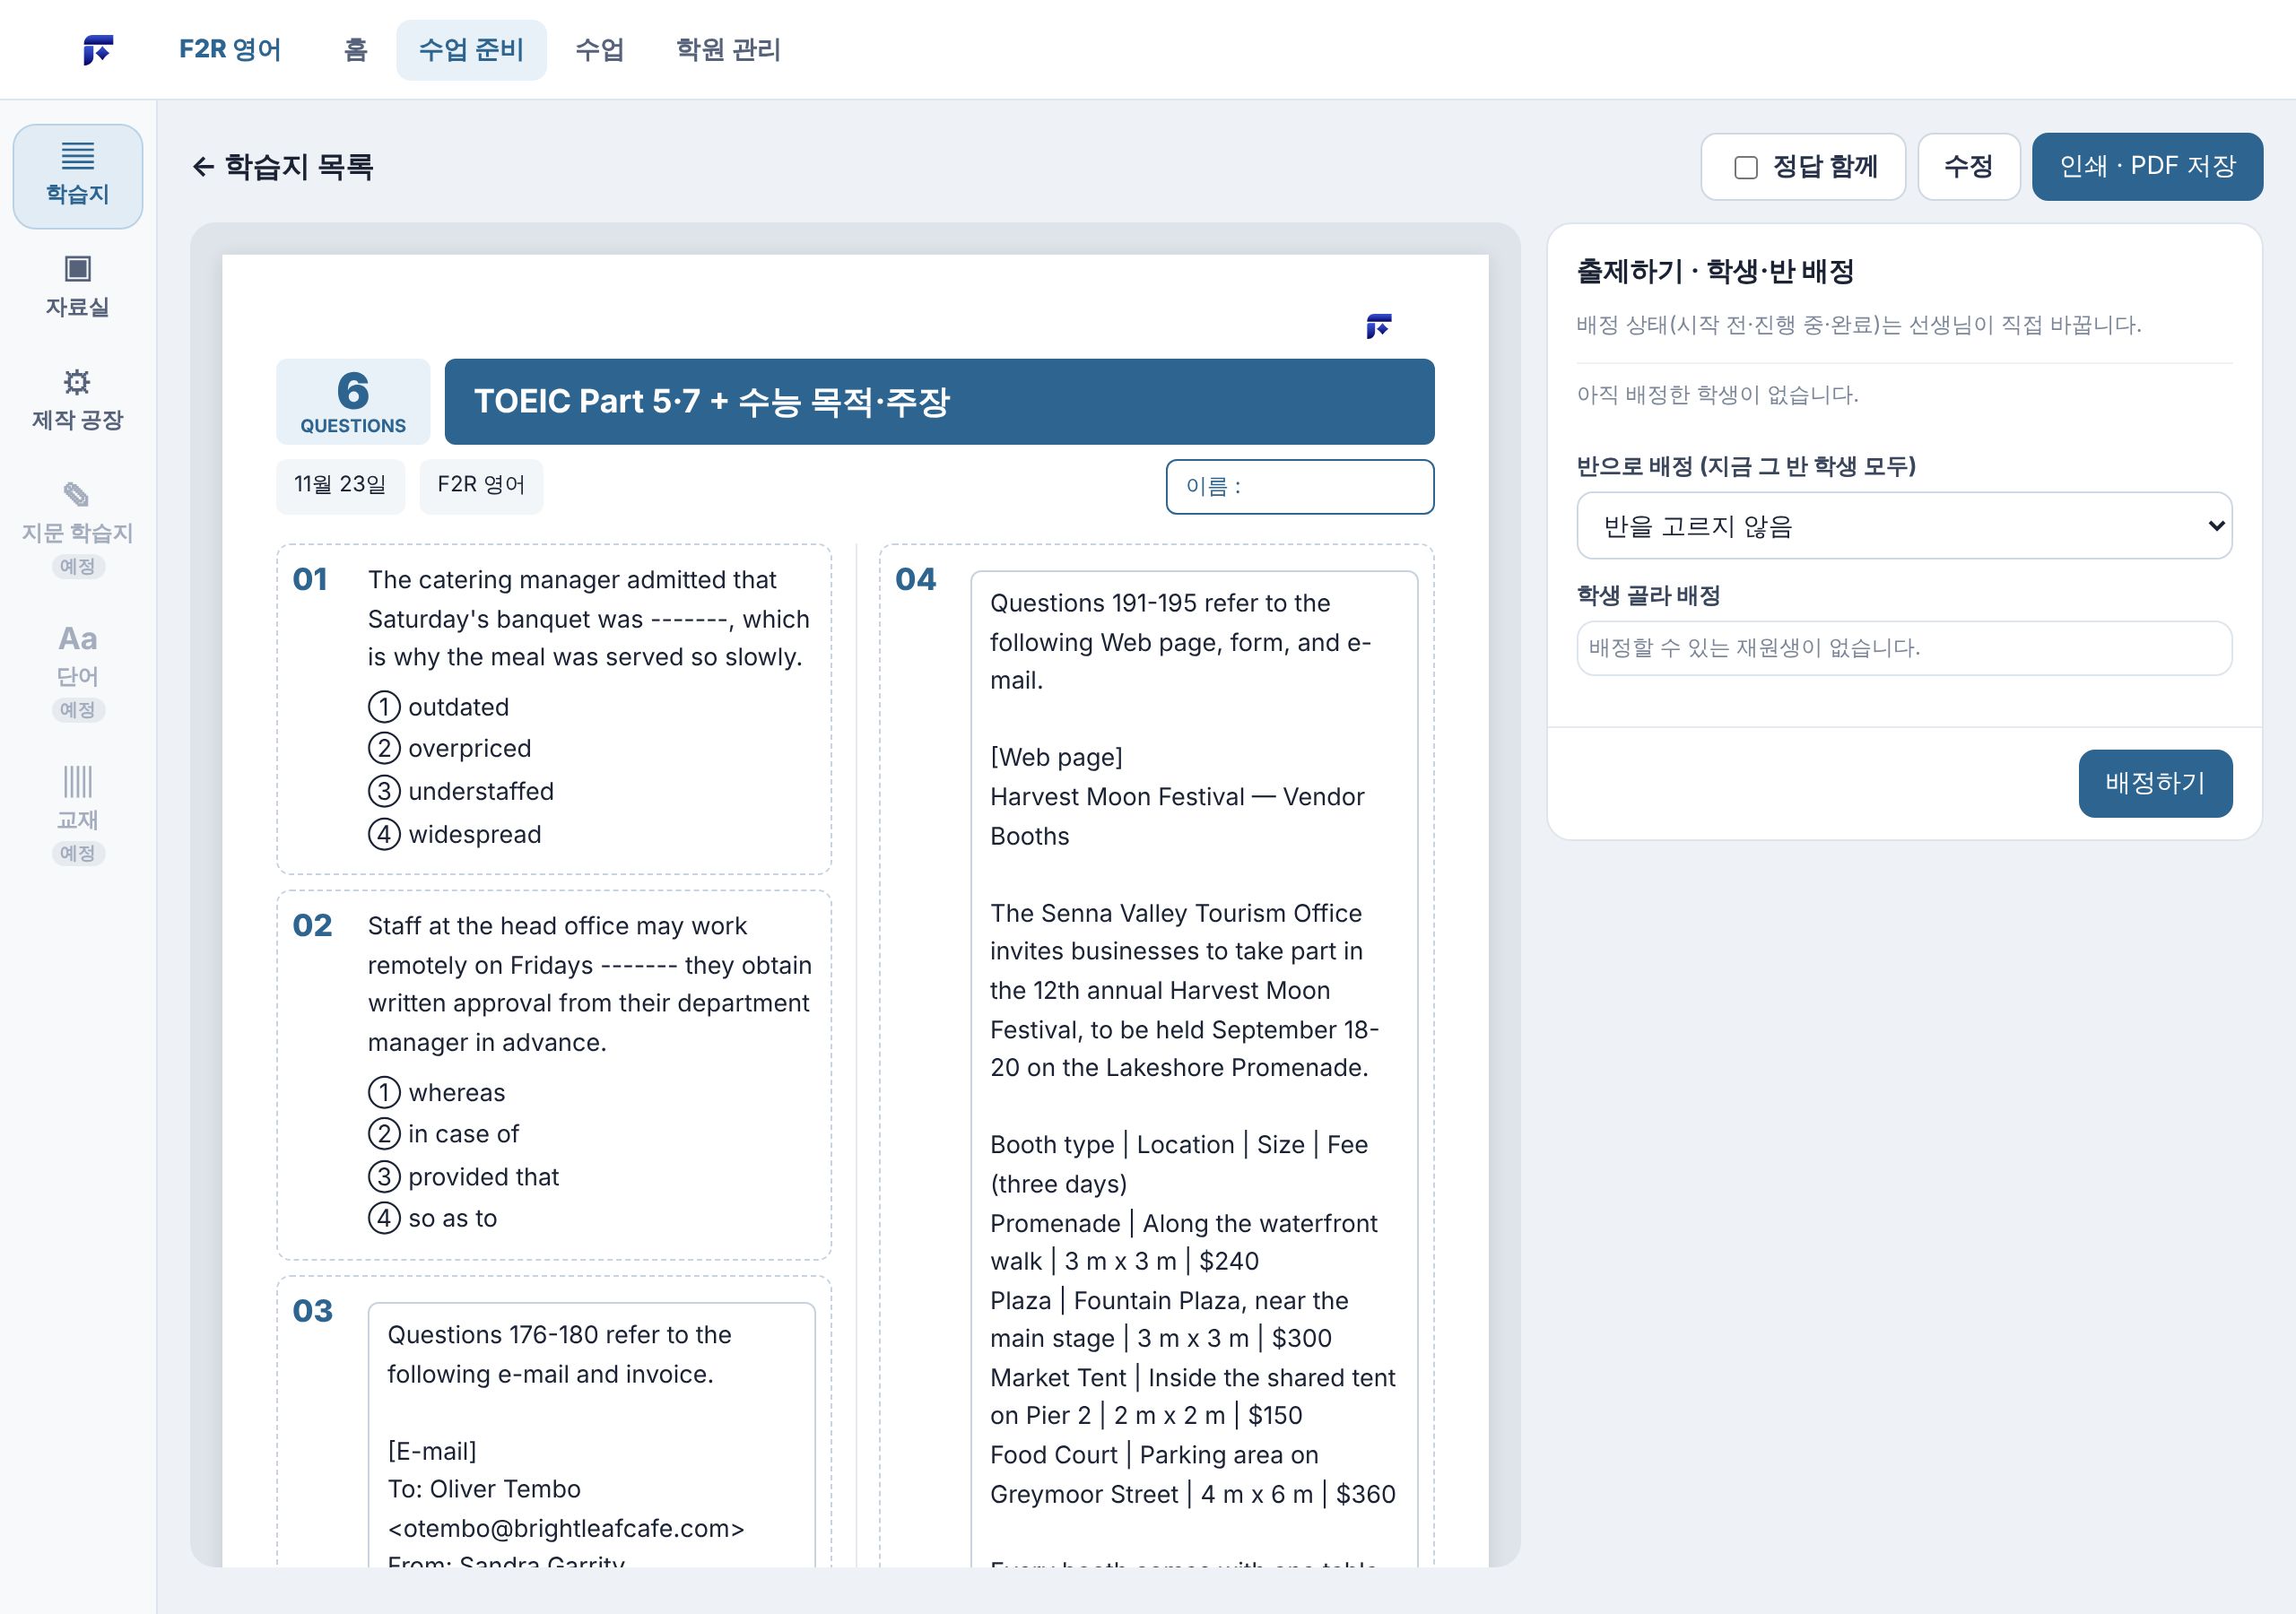 F2R 영어
홈
수업 준비
수업
학원 관리
학습지
자료실
제작 공장
지문 학습지
예정
Aa
단어
예정
교재
예정
← 학습지 목록
정답 함께
수정
인쇄 · PDF 저장
6
QUESTIONS
TOEIC Part 5·7 + 수능 목적·주장
11월 23일
F2R 영어
이름 :
01
The catering manager admitted that
Saturday's banquet was -------, which
is why the meal was served so slowly.
① outdated
② overpriced
③ understaffed
④ widespread
02
Staff at the head office may work
remotely on Fridays ------- they obtain
written approval from their department
manager in advance.
① whereas
② in case of
③ provided that
④ so as to
03
Questions 176-180 refer to the
following e-mail and invoice.
[E-mail]
To: Oliver Tembo
<otembo@brightleafcafe.com>
From: Sandra Garrity
04
Questions 191-195 refer to the
following Web page, form, and e-
mail.
[Web page]
Harvest Moon Festival — Vendor
Booths
The Senna Valley Tourism Office
invites businesses to take part in
the 12th annual Harvest Moon
Festival, to be held September 18-
20 on the Lakeshore Promenade.
Booth type | Location | Size | Fee
(three days)
Promenade | Along the waterfront
walk | 3 m x 3 m | $240
Plaza | Fountain Plaza, near the
main stage | 3 m x 3 m | $300
Market Tent | Inside the shared tent
on Pier 2 | 2 m x 2 m | $150
Food Court | Parking area on
Greymoor Street | 4 m x 6 m | $360
Every booth comes with one table
출제하기 · 학생·반 배정
배정 상태(시작 전·진행 중·완료)는 선생님이 직접 바꿉니다.
아직 배정한 학생이 없습니다.
반으로 배정 (지금 그 반 학생 모두)
반을 고르지 않음
학생 골라 배정
배정할 수 있는 재원생이 없습니다.
배정하기